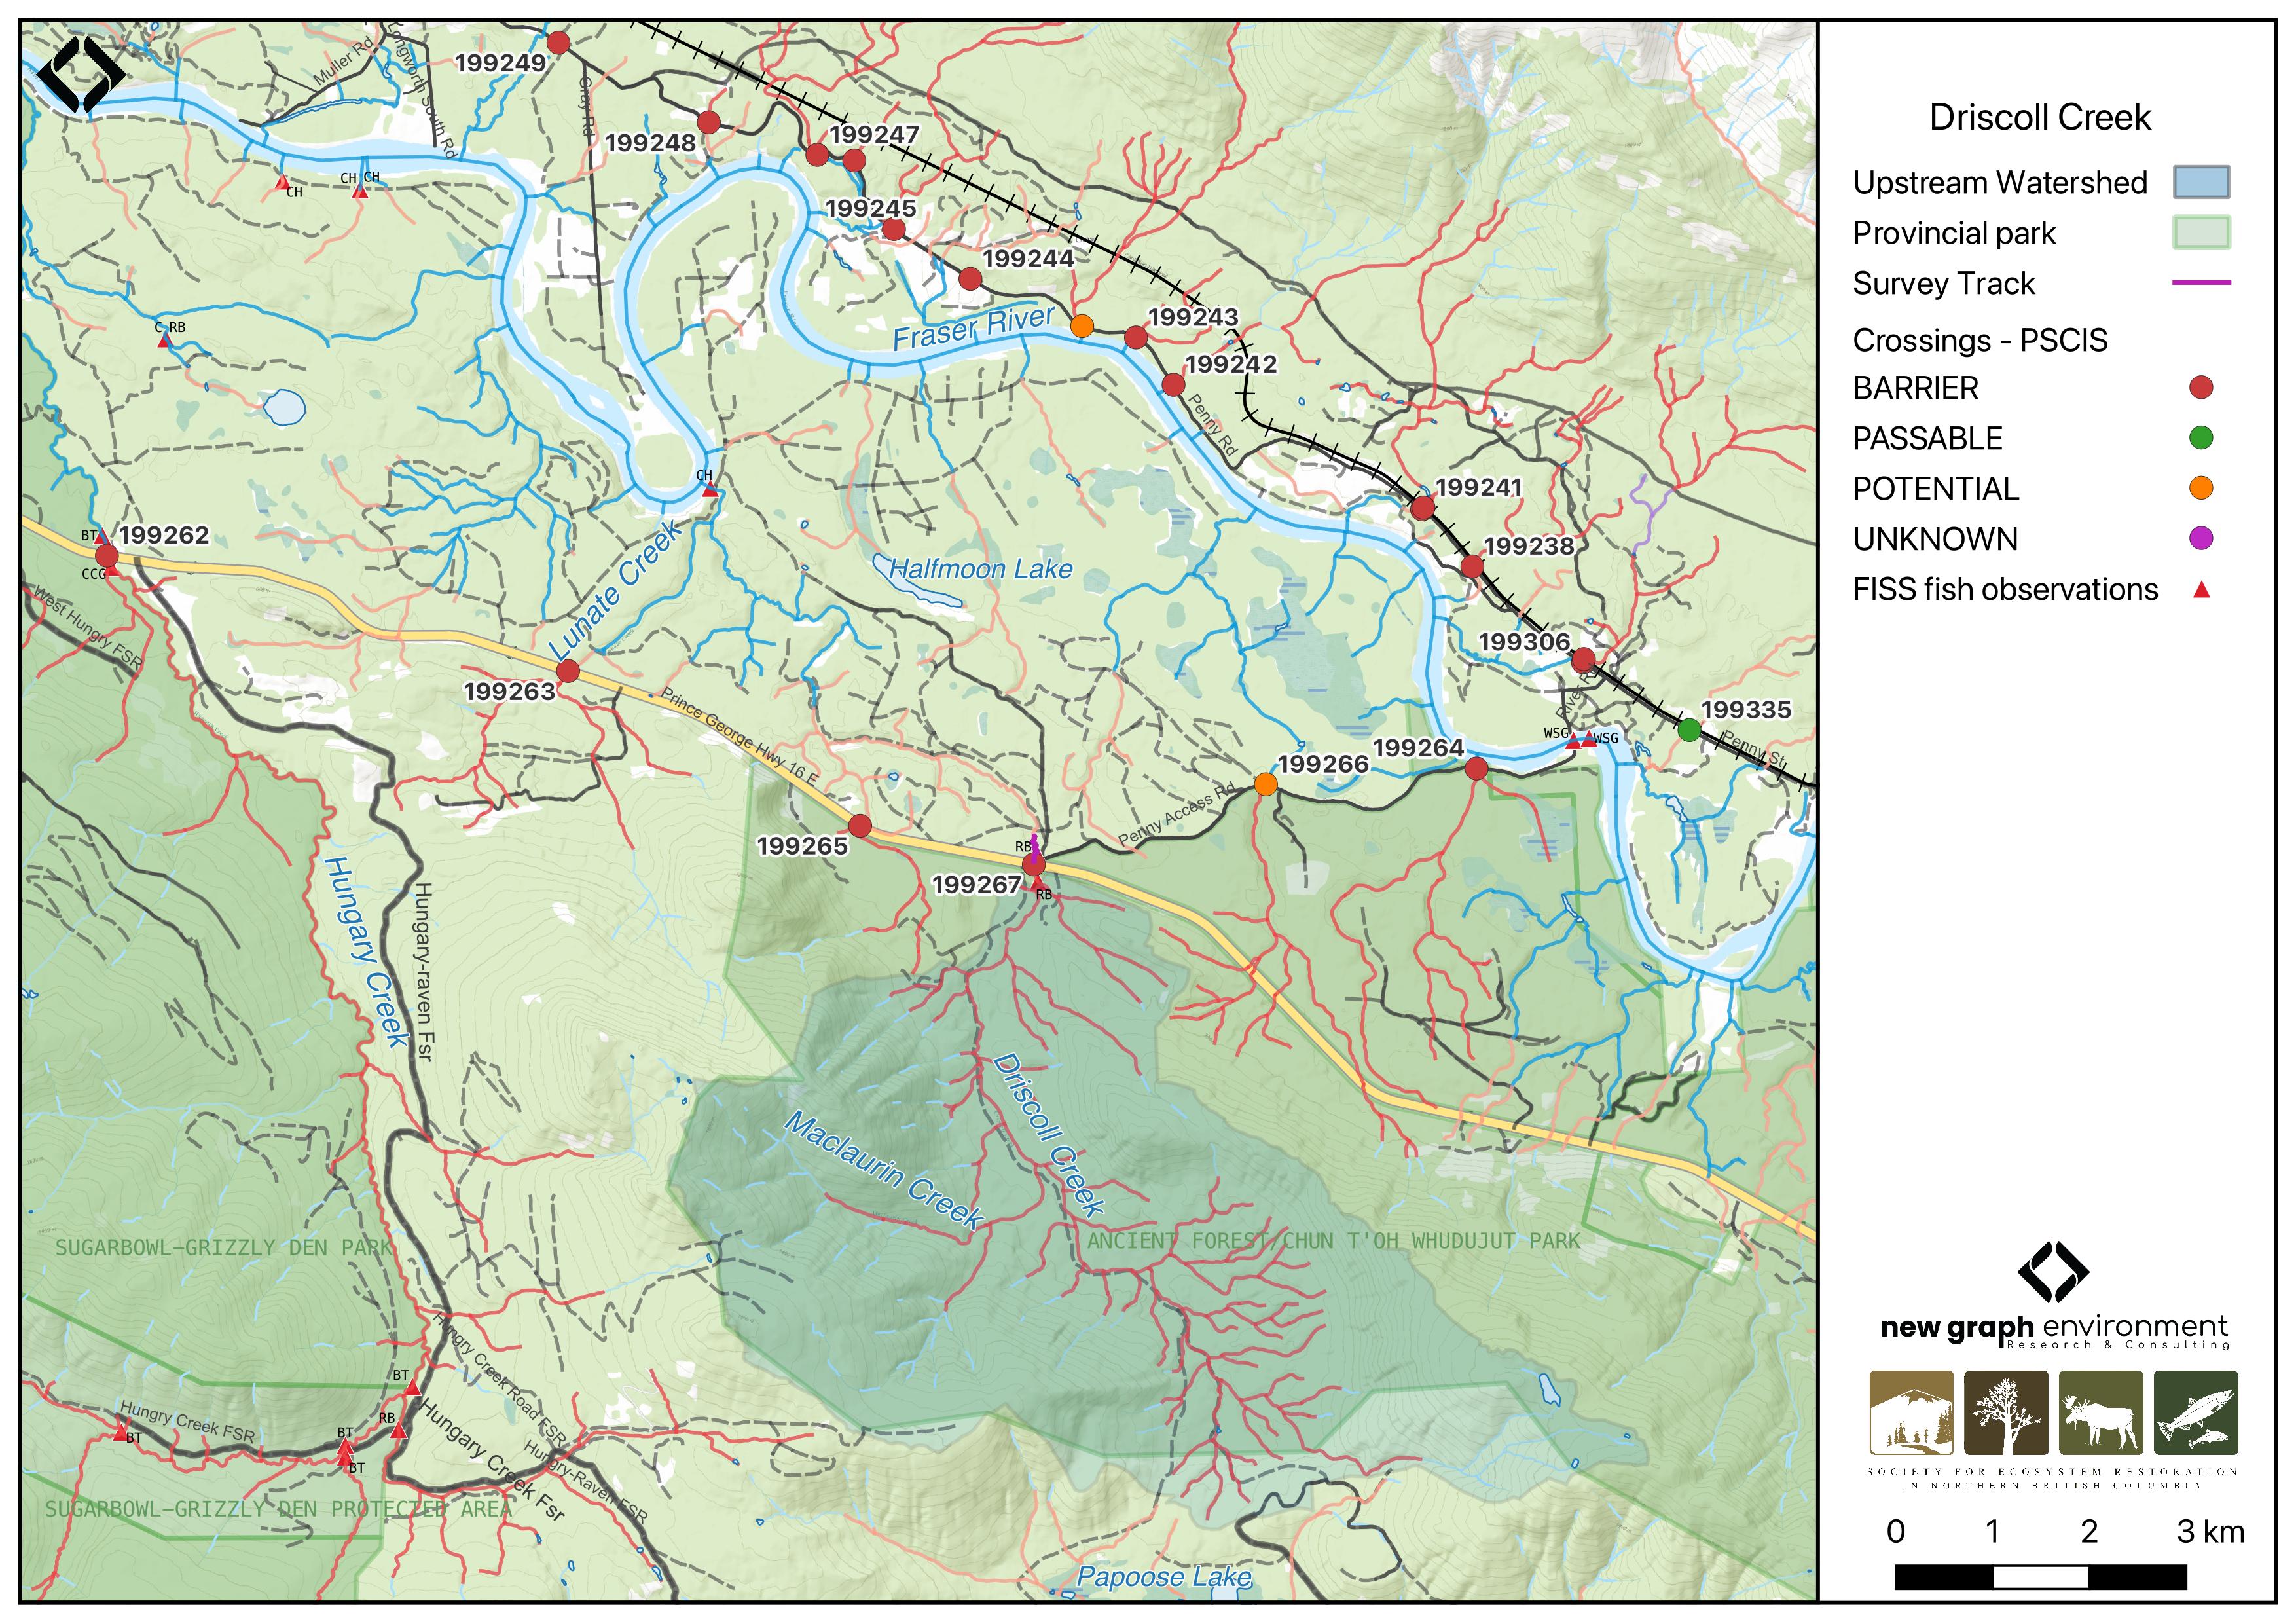 Driscoll Creek
Upstream Watershed
Provincial park
Survey Track
Crossings - PSCIS
BARRIER
PASSABLE
POTENTIAL
UNKNOWN
FISS fish observations
new graph environment
Research & Consulting
SOCIETY FOR ECOSYSTEM RESTORATION
IN NORTHERN BRITISH COLUMBIA
0 1 2 3 km
Muller Rd
Longworth South Rd
Gray Rd
199249
199248
199247
199245
199244
199243
199242
Fraser River
Penny Rd
CH
CH CH
C RB
CH
199241
199238
199306
199335
River Rd
Penny St
WSG
WSG
BT
199262
CCG
West Hungry FSR
Lunate Creek
Halfmoon Lake
199263
Prince George Hwy 16 E
199264
199266
Penny Access Rd
199265
RB
199267
RB
Hungary Creek
Hungary-raven Fsr
Driscoll Creek
Maclaurin Creek
SUGARBOWL-GRIZZLY DEN PARK
ANCIENT FOREST/CHUN T'OH WHUDUJUT PARK
Hungry Creek Road FSR
BT
RB
Hungry Creek FSR
BT
BT
BT
Hungary Creek Fsr
Hungry-Raven FSR
SUGARBOWL-GRIZZLY DEN PROTECTED AREA
Papoose Lake